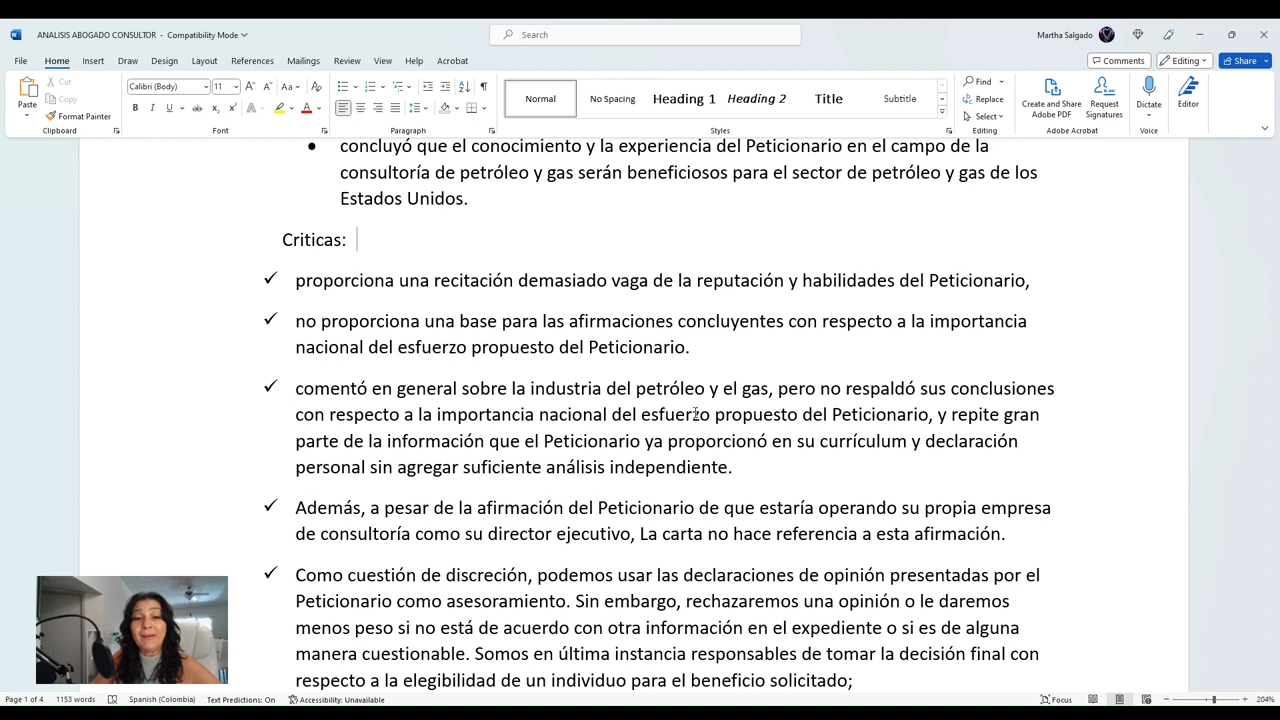 ANALISIS ABOGADO CONSULTOR - Compatibility Mode
Search
Martha Salgado
File Home Insert Draw Design Layout References Mailings Review View Help Acrobat
Comments Editing Share
Paste
Cut
Copy
Format Painter
Calibri (Body) 11
Normal No Spacing Heading 1 Heading 2 Title Subtitle
Find
Replace
Select
Create and Share Adobe PDF
Request Signatures
Dictate
Editor
Clipboard Font Paragraph Styles Editing Adobe Acrobat Voice Editor
concluyó que el conocimiento y la experiencia del Peticionario en el campo de la
consultoría de petróleo y gas serán beneficiosos para el sector de petróleo y gas de los
Estados Unidos.
Criticas:
proporciona una recitación demasiado vaga de la reputación y habilidades del Peticionario,
no proporciona una base para las afirmaciones concluyentes con respecto a la importancia
nacional del esfuerzo propuesto del Peticionario.
comentó en general sobre la industria del petróleo y el gas, pero no respaldó sus conclusiones
con respecto a la importancia nacional del esfuerzo propuesto del Peticionario, y repite gran
parte de la información que el Peticionario ya proporcionó en su currículum y declaración
personal sin agregar suficiente análisis independiente.
Además, a pesar de la afirmación del Peticionario de que estaría operando su propia empresa
de consultoría como su director ejecutivo, La carta no hace referencia a esta afirmación.
Como cuestión de discreción, podemos usar las declaraciones de opinión presentadas por el
Peticionario como asesoramiento. Sin embargo, rechazaremos una opinión o le daremos
menos peso si no está de acuerdo con otra información en el expediente o si es de alguna
manera cuestionable. Somos en última instancia responsables de tomar la decisión final con
respecto a la elegibilidad de un individuo para el beneficio solicitado;
Page 1 of 4 1153 words Spanish (Colombia) Text Predictions: On Accessibility: Unavailable Focus 204%